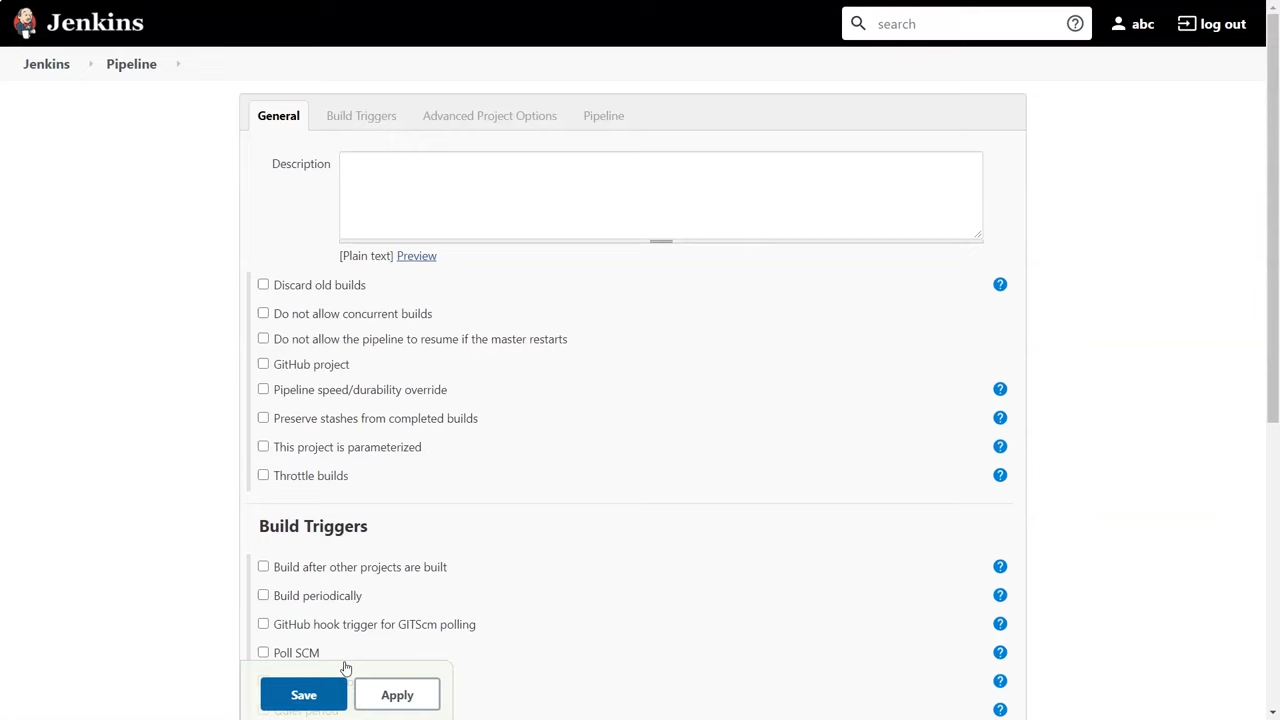 Jenkins
search
abc
log out
Jenkins
Pipeline
General
Build Triggers
Advanced Project Options
Pipeline
Description
[Plain text] Preview
Discard old builds
?
Do not allow concurrent builds
Do not allow the pipeline to resume if the master restarts
GitHub project
Pipeline speed/durability override
?
Preserve stashes from completed builds
?
This project is parameterized
?
Throttle builds
?
Build Triggers
Build after other projects are built
?
Build periodically
?
GitHub hook trigger for GITScm polling
?
Poll SCM
?
Save
Apply
?
Quiet period
?